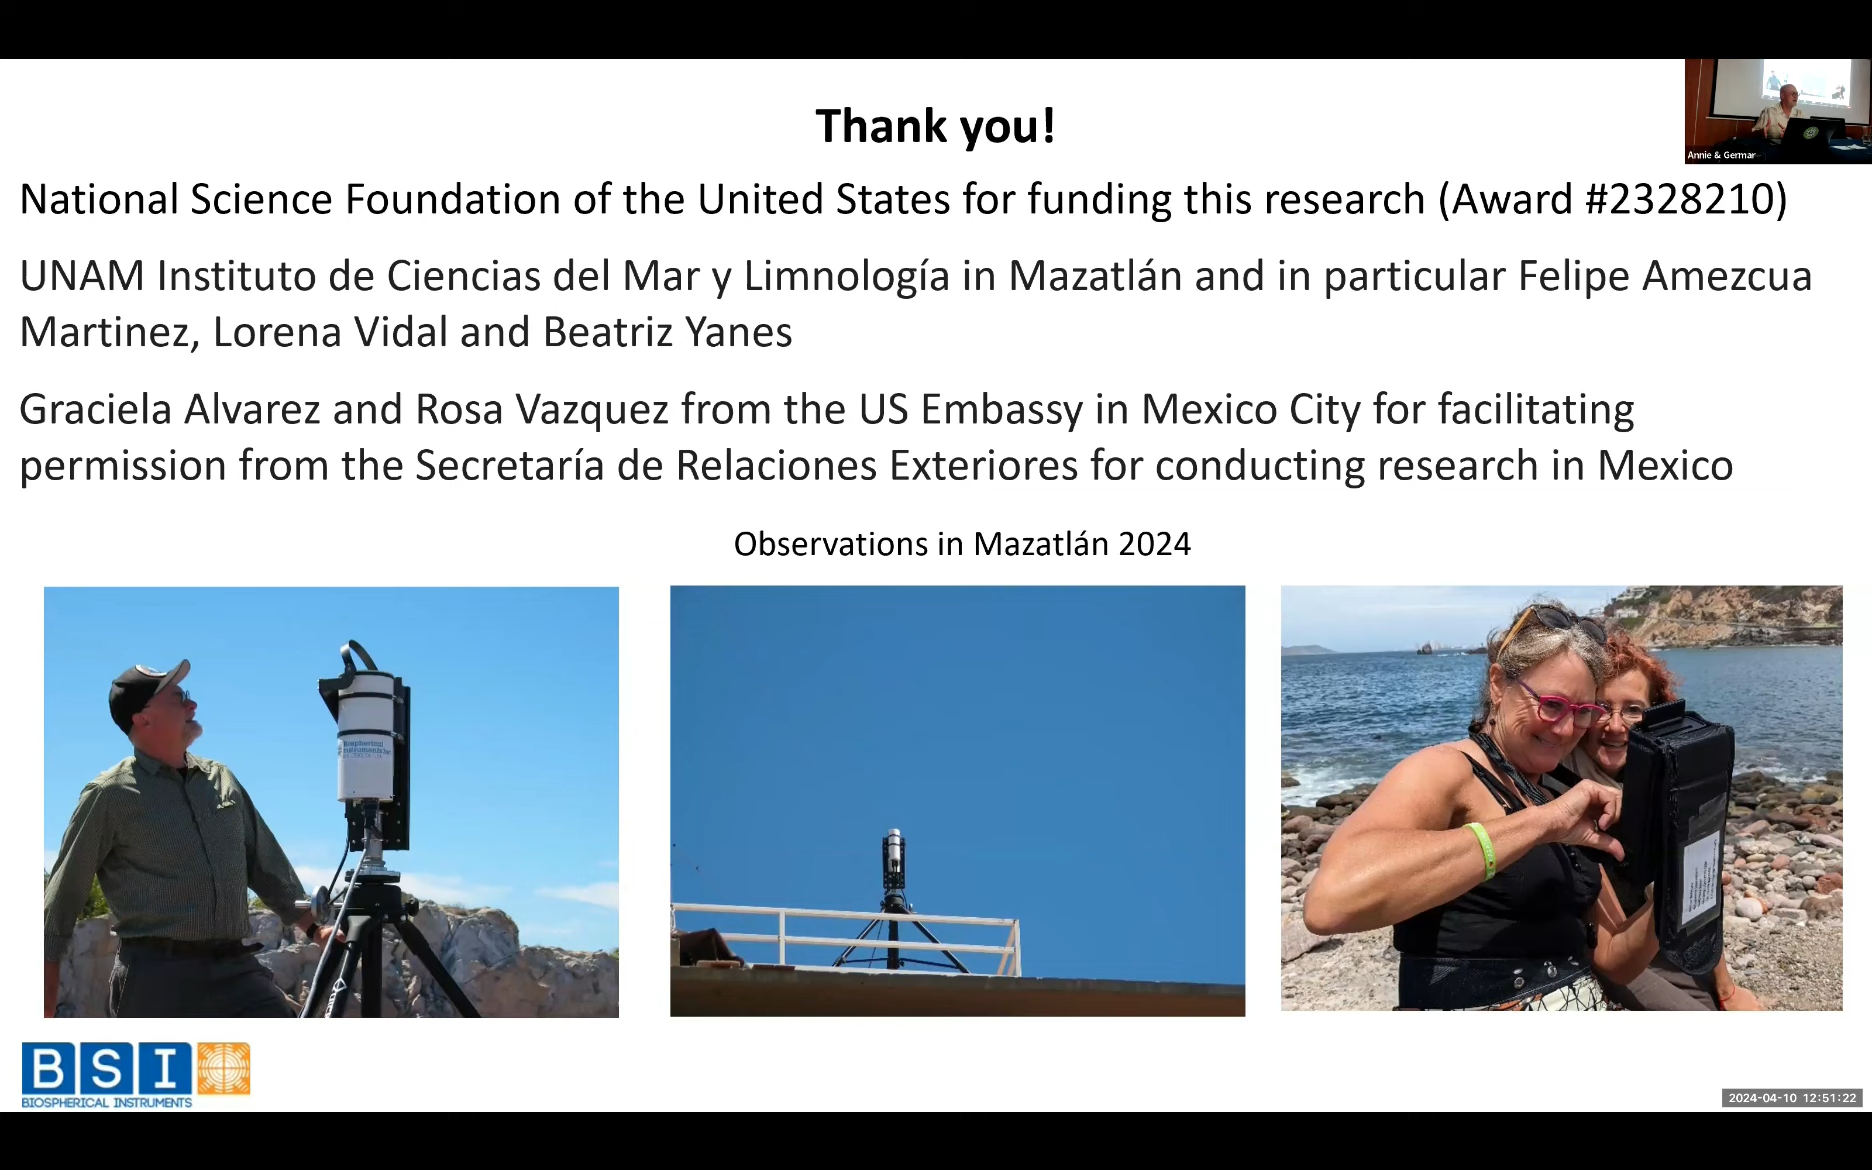 Thank you!
Annie & Germar
National Science Foundation of the United States for funding this research (Award #2328210)
UNAM Instituto de Ciencias del Mar y Limnología in Mazatlán and in particular Felipe Amezcua
Martinez, Lorena Vidal and Beatriz Yanes
Graciela Alvarez and Rosa Vazquez from the US Embassy in Mexico City for facilitating
permission from the Secretaría de Relaciones Exteriores for conducting research in Mexico
Observations in Mazatlán 2024
Biospherical
BSI
BIOSPHERICAL INSTRUMENTS
2024-04-10 12:51:22